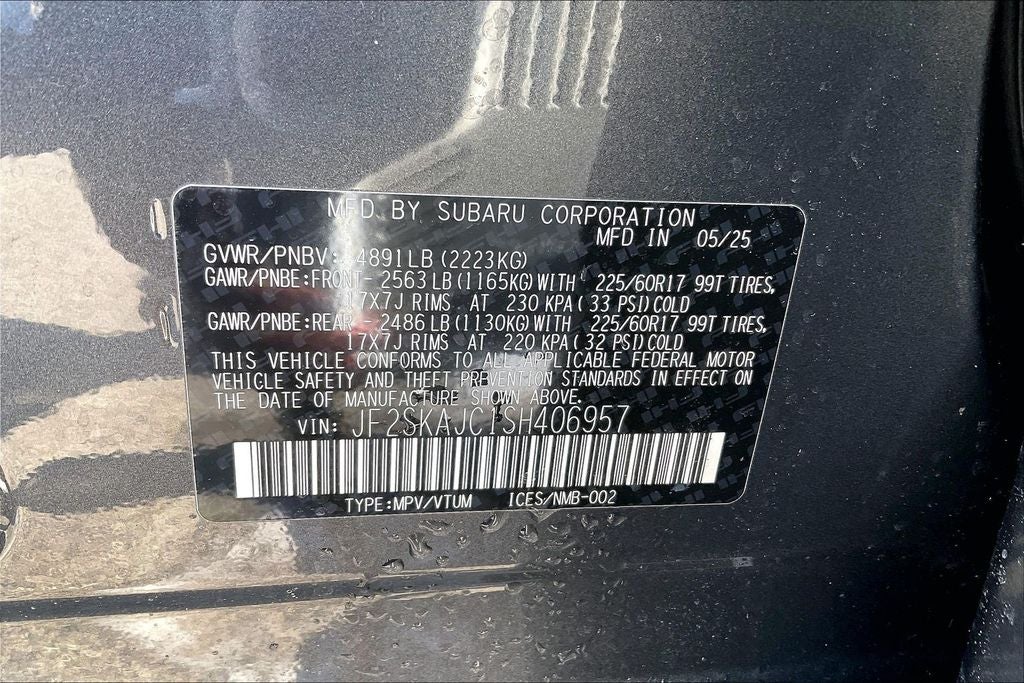 MFD BY SUBARU CORPORATION
MFD IN 05/25
GVWR/PNBV: 4891LB (2223KG)
GAWR/PNBE:FRONT- 2563 LB (1165KG) WITH 225/60R17 99T TIRES,
17X7J RIMS AT 230 KPA ( 33 PSI) COLD
GAWR/PNBE:REAR - 2486 LB (1130KG) WITH 225/60R17 99T TIRES,
17X7J RIMS AT 220 KPA ( 32 PSI) COLD
THIS VEHICLE CONFORMS TO ALL APPLICABLE FEDERAL MOTOR
VEHICLE SAFETY AND THEFT PREVENTION STANDARDS IN EFFECT ON
THE DATE OF MANUFACTURE SHOWN ABOVE.
VIN: JF2SKAJC1SH406957
TYPE:MPV/VTUM ICES/NMB-002